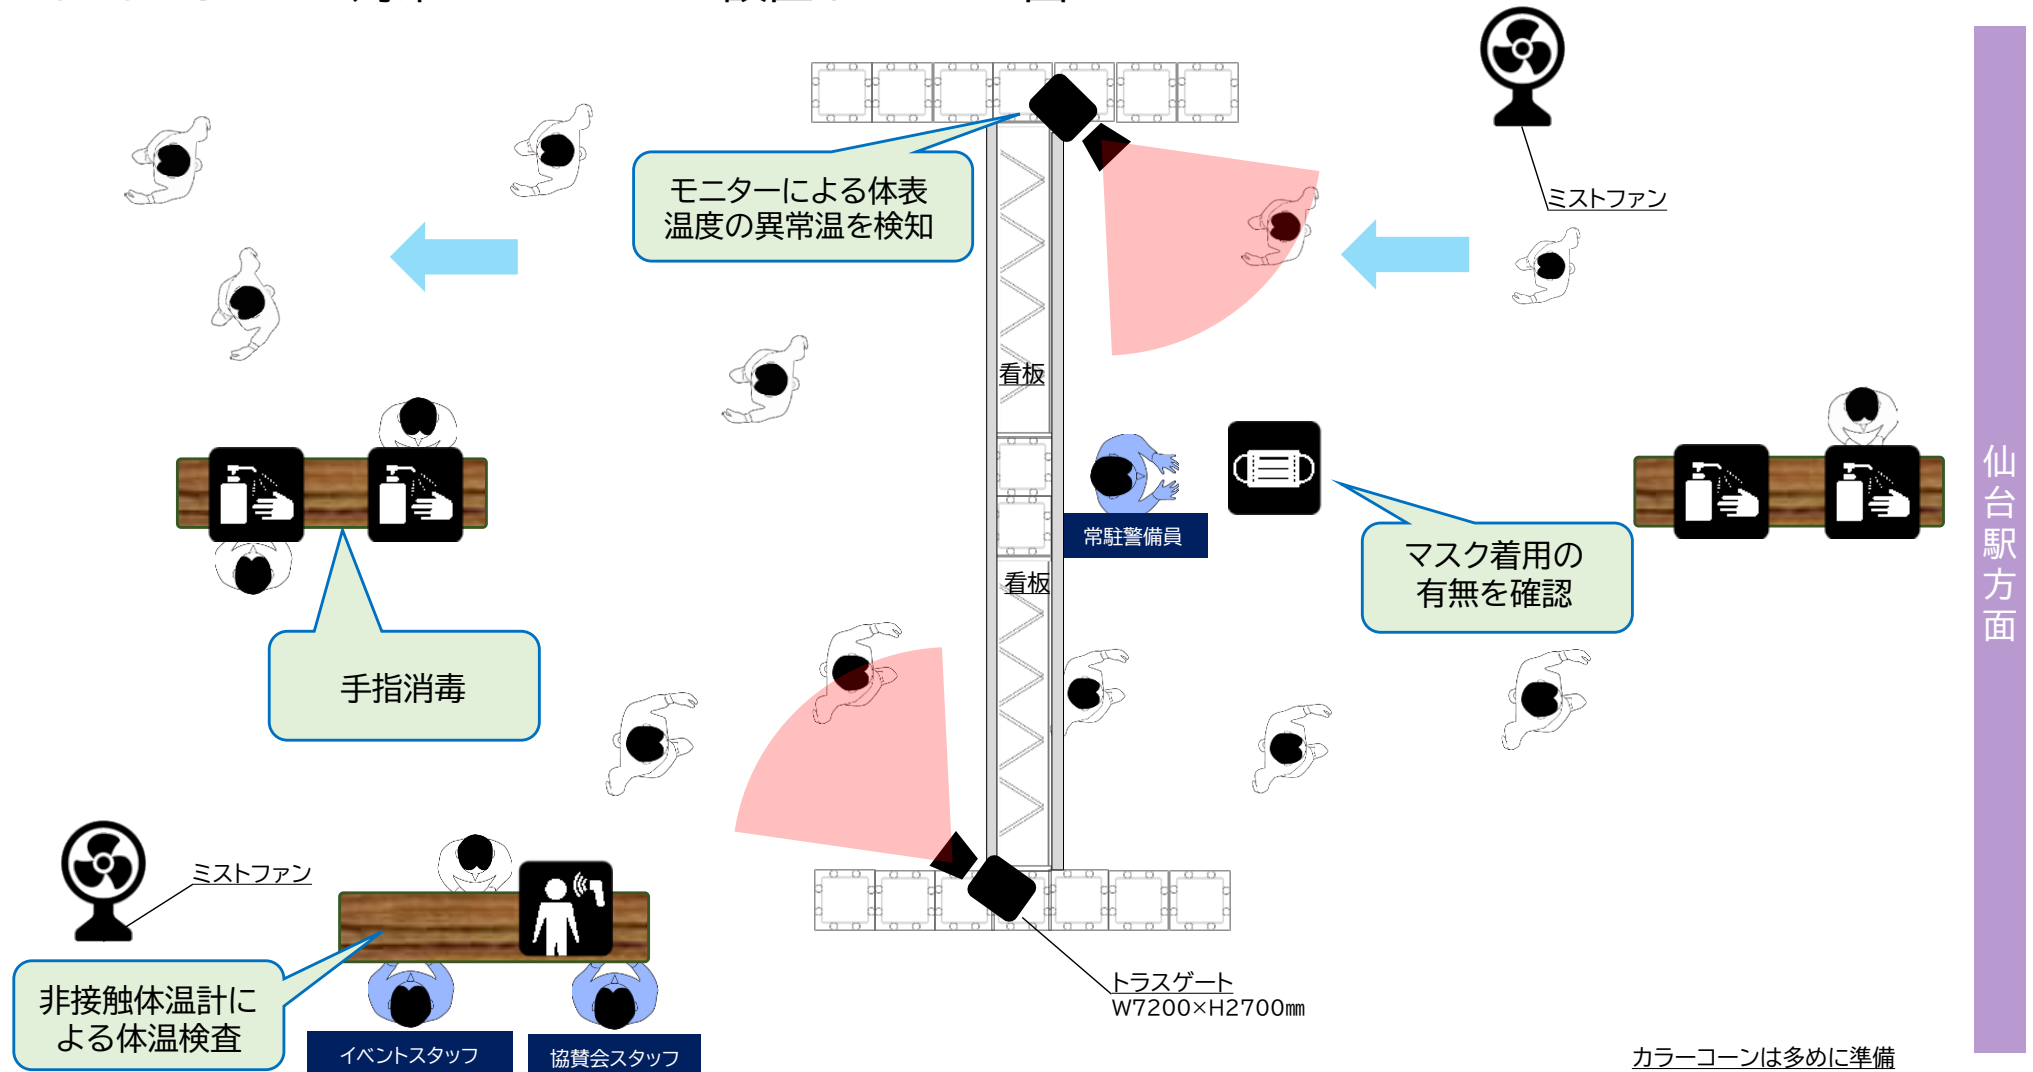 ミストファン
モニターによる体表
温度の異常温を検知
看板
常駐警備員
マスク着用の
有無を確認
仙台駅方面
看板
手指消毒
ミストファン
非接触体温計に
よる体温検査
イベントスタッフ
協賛会スタッフ
トラスゲート
W7200×H2700㎜
カラーコーンは多めに準備